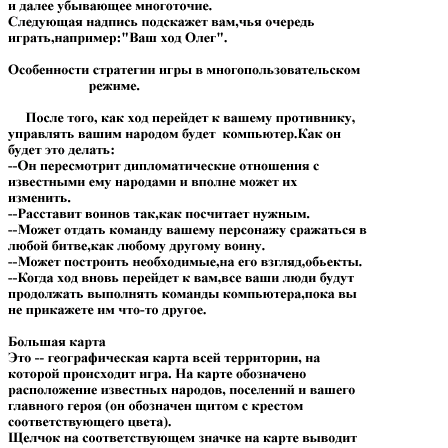 и далее убывающее многоточие.
Следующая надпись подскажет вам,чья очередь
играть,например:"Ваш ход Олег".
Особенности стратегии игры в многопользовательском
режиме.
После того, как ход перейдет к вашему противнику,
управлять вашим народом будет компьютер.Как он
будет это делать:
--Он пересмотрит дипломатические отношения с
известными ему народами и вполне может их
изменить.
--Расставит воинов так,как посчитает нужным.
--Может отдать команду вашему персонажу сражаться в
любой битве,как любому другому воину.
--Может построить необходимые,на его взгляд,обьекты.
--Когда ход вновь перейдет к вам,все ваши люди будут
продолжать выполнять команды компьютера,пока вы
не прикажете им что-то другое.
Большая карта
Это -- географическая карта всей территории, на
которой происходит игра. На карте обозначено
расположение известных народов, поселений и вашего
главного героя (он обозначен щитом с крестом
соответствующего цвета).
Щелчок на соответствующем значке на карте выводит